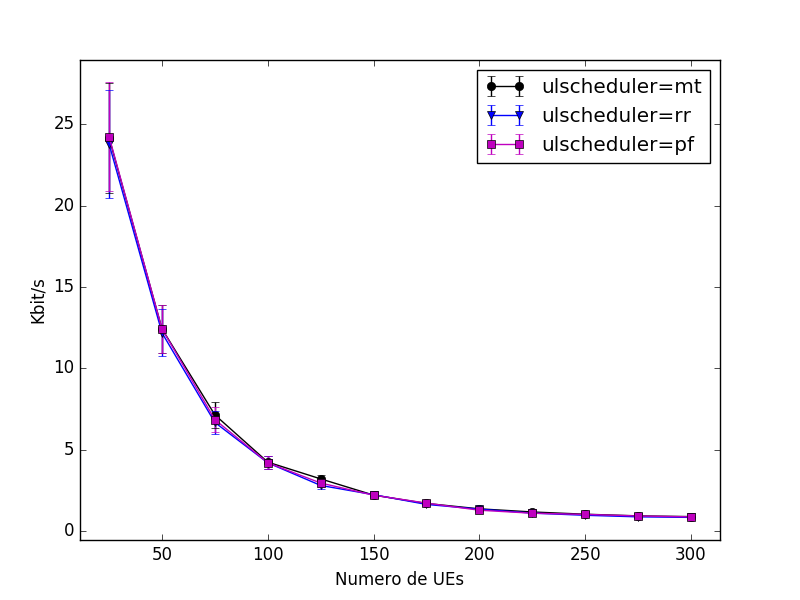 ulscheduler=mt
ulscheduler=rr
ulscheduler=pf
25
20
15
10
5
0
Kbit/s
50 100 150 200 250 300
Numero de UEs